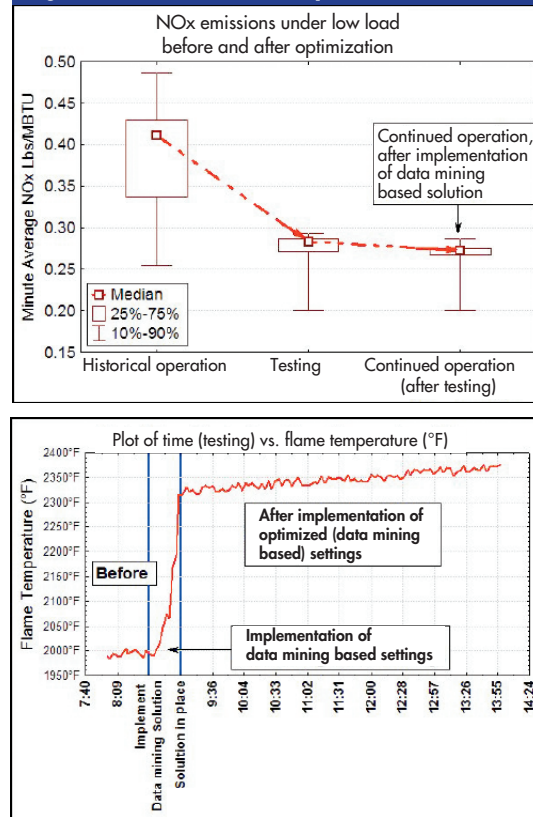 NOx emissions under low load
before and after optimization
Minute Average NOx Lbs/MBTU
0.50
0.45
0.40
0.35
0.30
0.25
0.20
0.15
Continued operation,
after implementation
of data mining
based solution
Median
25%-75%
10%-90%
Historical operation
Testing
Continued operation
(after testing)
Plot of time (testing) vs. flame temperature (°F)
Flame Temperature (°F)
2400°F
2350°F
2300°F
2250°F
2200°F
2150°F
2100°F
2050°F
2000°F
1950°F
Before
After implementation of
optimized (data mining
based) settings
Implementation of
data mining based settings
7:40
8:09
Implement
Data mining Solution
Solultion in place
9:36
10:04
10:33
11:02
11:31
12:00
12:28
12:57
13:26
13:55
14:24